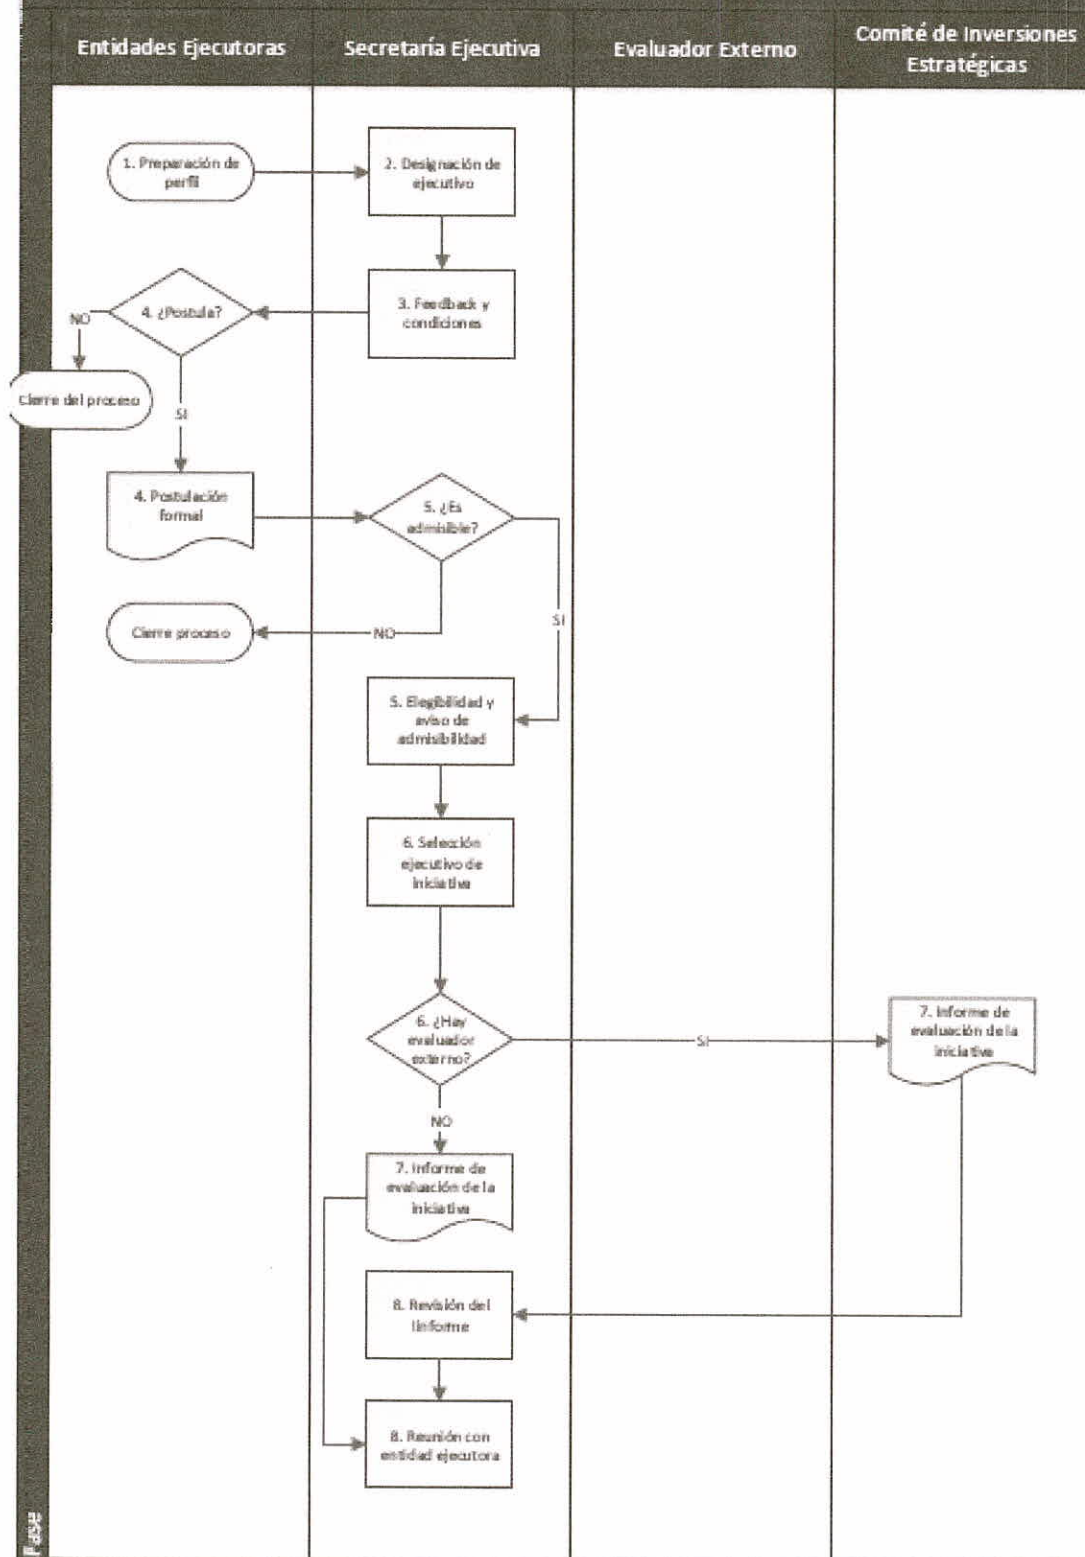 Entidades Ejecutoras
Secretaría Ejecutiva
Evaluador Externo
Comité de Inversiones
Estratégicas
1. Preparación de
perfil
2. Designación de
ejecutivo
3. Feedback y
condiciones
4. ¿Postula?
NO
Cierre del proceso
SI
4. Postulación
formal
5. ¿Es
admisible?
SI
NO
Cierre proceso
5. Elegibilidad y
aviso de
admisibilidad
6. Selección
ejecutivo de
iniciativa
6. ¿Hay
evaluador
externo?
SI
7. Informe de
evaluación de la
iniciativa
NO
7. Informe de
evaluación de la
iniciativa
8. Revisión del
Iinforme
8. Reunión con
entidad ejecutora
Fase